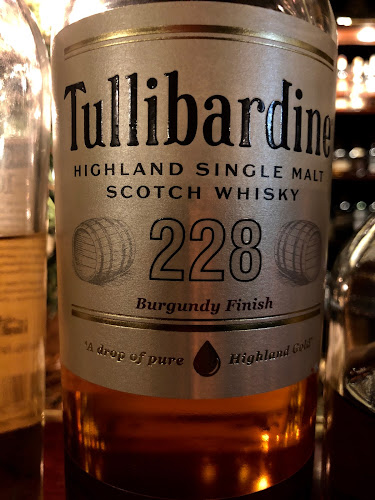 Tullibardine
HIGHLAND SINGLE MALT
SCOTCH WHISKY
228
Burgundy Finish
"A drop of pure Highland Gold"